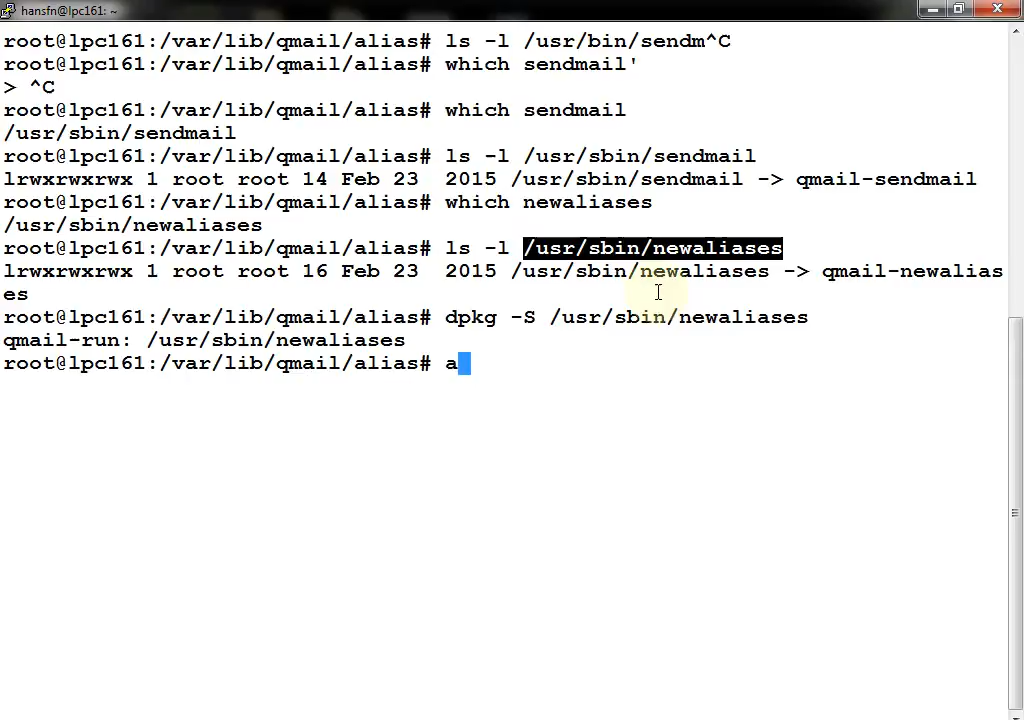 hansfn@lpc161: ~
root@lpc161:/var/lib/qmail/alias# ls -l /usr/bin/sendm^C
root@lpc161:/var/lib/qmail/alias# which sendmail'
> ^C
root@lpc161:/var/lib/qmail/alias# which sendmail
/usr/sbin/sendmail
root@lpc161:/var/lib/qmail/alias# ls -l /usr/sbin/sendmail
lrwxrwxrwx 1 root root 14 Feb 23  2015 /usr/sbin/sendmail -> qmail-sendmail
root@lpc161:/var/lib/qmail/alias# which newaliases
/usr/sbin/newaliases
root@lpc161:/var/lib/qmail/alias# ls -l /usr/sbin/newaliases
lrwxrwxrwx 1 root root 16 Feb 23  2015 /usr/sbin/newaliases -> qmail-newalias
es
root@lpc161:/var/lib/qmail/alias# dpkg -S /usr/sbin/newaliases
qmail-run: /usr/sbin/newaliases
root@lpc161:/var/lib/qmail/alias# a